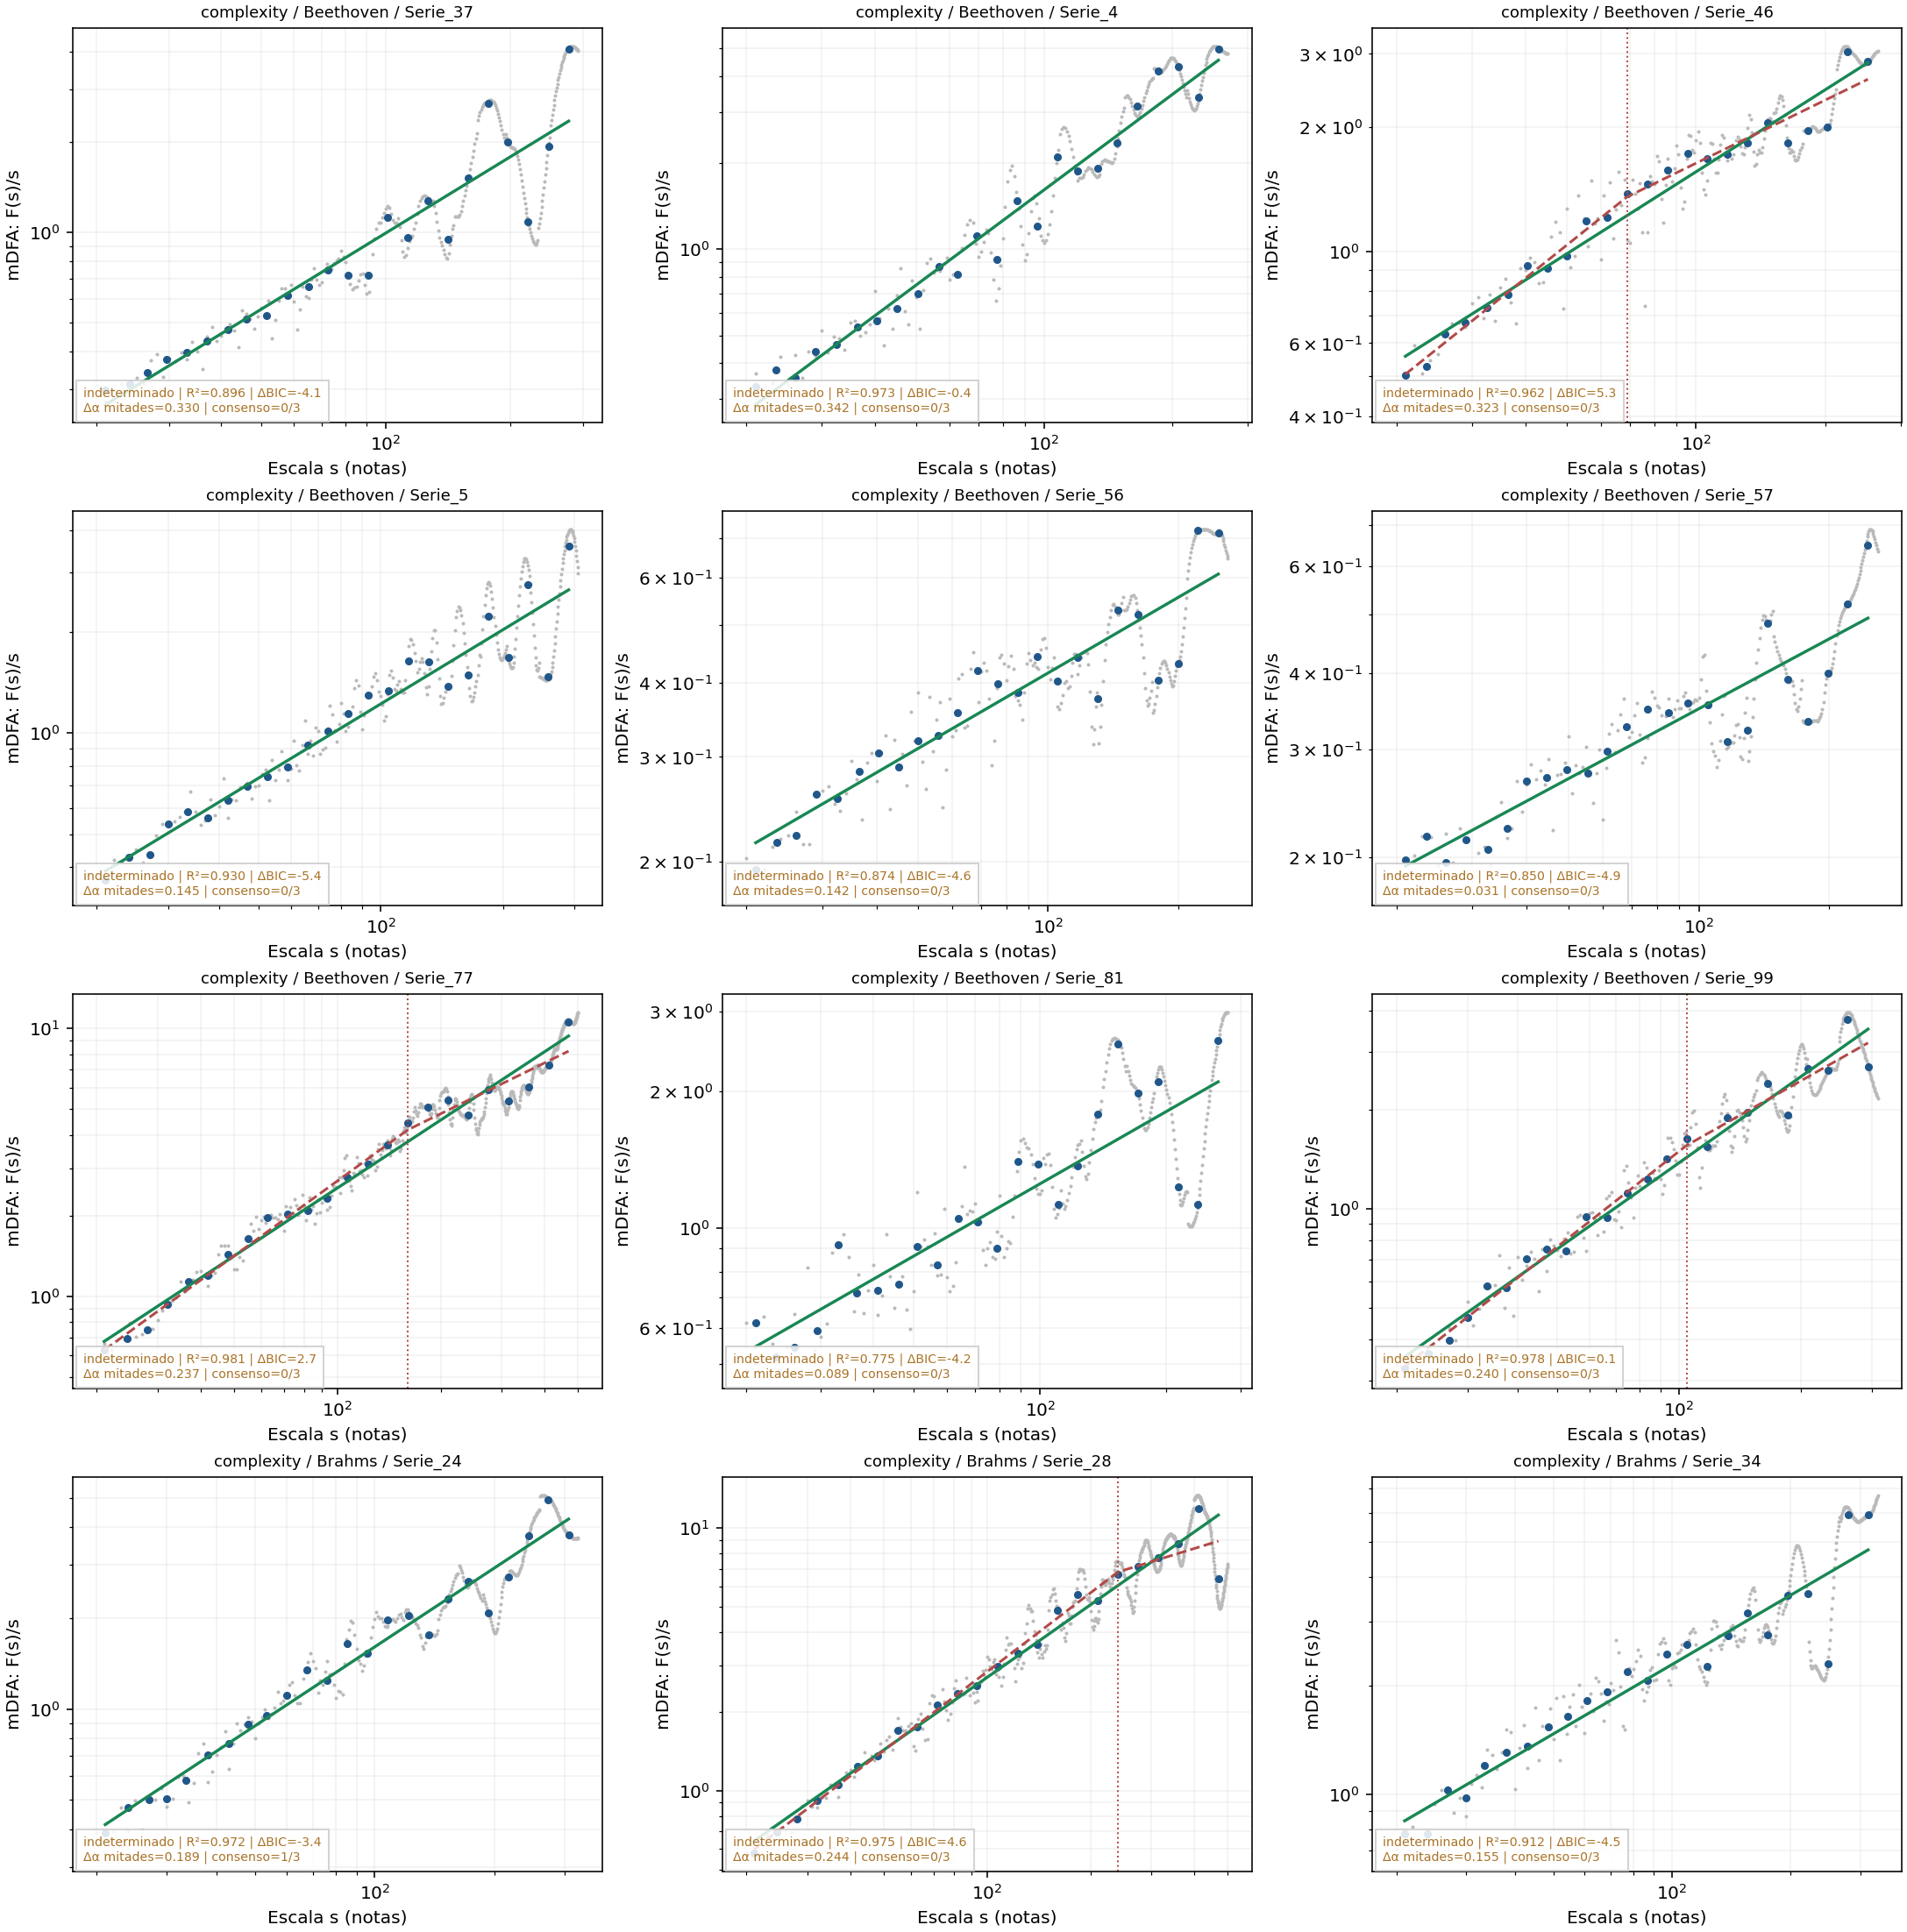 complexity / Beethoven / Serie_37
mDFA: F(s)/s
10⁰
indeterminado | R²=0.896 | ΔBIC=-4.1
Δα mitades=0.330 | consenso=0/3
10²
Escala s (notas)
complexity / Beethoven / Serie_4
mDFA: F(s)/s
10⁰
indeterminado | R²=0.973 | ΔBIC=-0.4
Δα mitades=0.342 | consenso=0/3
10²
Escala s (notas)
complexity / Beethoven / Serie_46
mDFA: F(s)/s
3 × 10⁰
2 × 10⁰
10⁰
6 × 10⁻¹
4 × 10⁻¹
indeterminado | R²=0.962 | ΔBIC=5.3
Δα mitades=0.323 | consenso=0/3
10²
Escala s (notas)
complexity / Beethoven / Serie_5
mDFA: F(s)/s
10⁰
indeterminado | R²=0.930 | ΔBIC=-5.4
Δα mitades=0.145 | consenso=0/3
10²
Escala s (notas)
complexity / Beethoven / Serie_56
mDFA: F(s)/s
6 × 10⁻¹
4 × 10⁻¹
3 × 10⁻¹
2 × 10⁻¹
indeterminado | R²=0.874 | ΔBIC=-4.6
Δα mitades=0.142 | consenso=0/3
10²
Escala s (notas)
complexity / Beethoven / Serie_57
mDFA: F(s)/s
6 × 10⁻¹
4 × 10⁻¹
3 × 10⁻¹
2 × 10⁻¹
indeterminado | R²=0.850 | ΔBIC=-4.9
Δα mitades=0.031 | consenso=0/3
10²
Escala s (notas)
complexity / Beethoven / Serie_77
mDFA: F(s)/s
10¹
10⁰
indeterminado | R²=0.981 | ΔBIC=2.7
Δα mitades=0.237 | consenso=0/3
10²
Escala s (notas)
complexity / Beethoven / Serie_81
mDFA: F(s)/s
3 × 10⁰
2 × 10⁰
10⁰
6 × 10⁻¹
indeterminado | R²=0.775 | ΔBIC=-4.2
Δα mitades=0.089 | consenso=0/3
10²
Escala s (notas)
complexity / Beethoven / Serie_99
mDFA: F(s)/s
10⁰
indeterminado | R²=0.978 | ΔBIC=0.1
Δα mitades=0.240 | consenso=0/3
10²
Escala s (notas)
complexity / Brahms / Serie_24
mDFA: F(s)/s
10⁰
indeterminado | R²=0.972 | ΔBIC=-3.4
Δα mitades=0.189 | consenso=1/3
10²
Escala s (notas)
complexity / Brahms / Serie_28
mDFA: F(s)/s
10¹
10⁰
indeterminado | R²=0.975 | ΔBIC=4.6
Δα mitades=0.244 | consenso=0/3
10²
Escala s (notas)
complexity / Brahms / Serie_34
mDFA: F(s)/s
10⁰
indeterminado | R²=0.912 | ΔBIC=-4.5
Δα mitades=0.155 | consenso=0/3
10²
Escala s (notas)